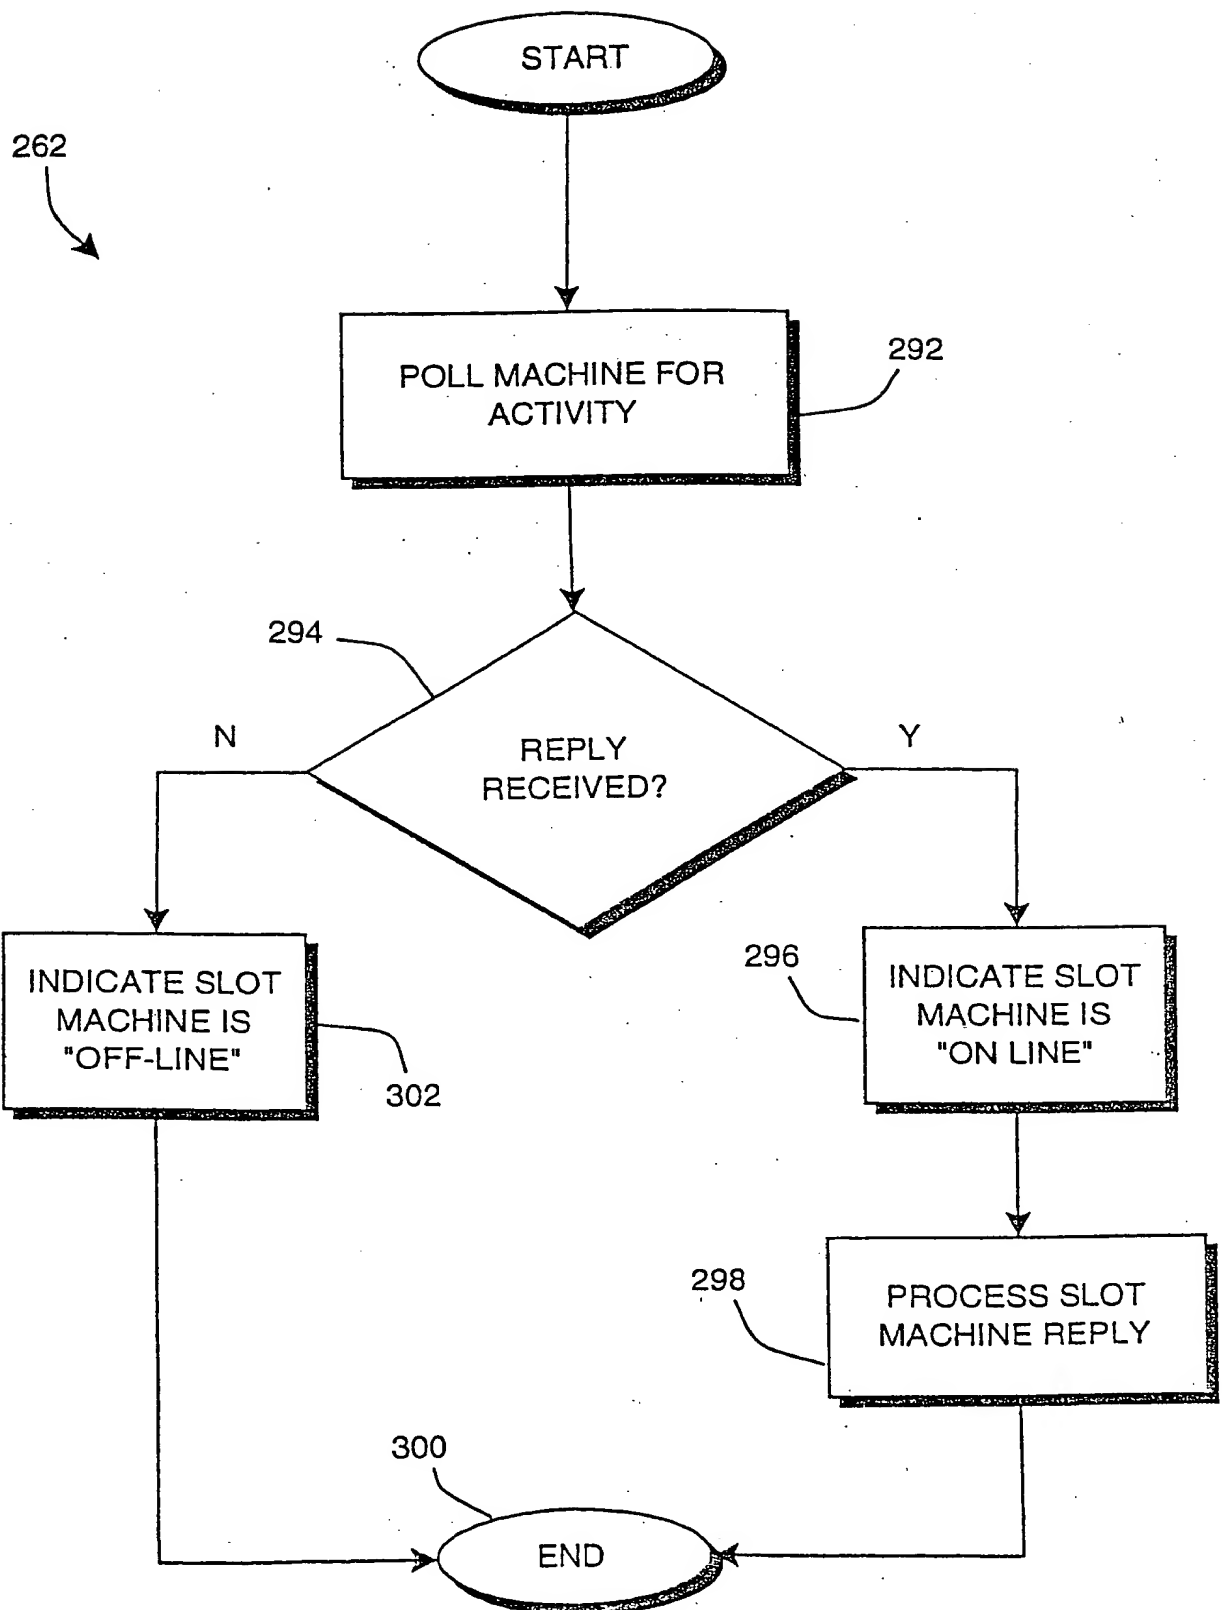 START
262
POLL MACHINE FOR
ACTIVITY
292
294
N
Y
REPLY
RECEIVED?
INDICATE SLOT
MACHINE IS
"OFF-LINE"
302
296
INDICATE SLOT
MACHINE IS
"ON LINE"
298
PROCESS SLOT
MACHINE REPLY
300
END